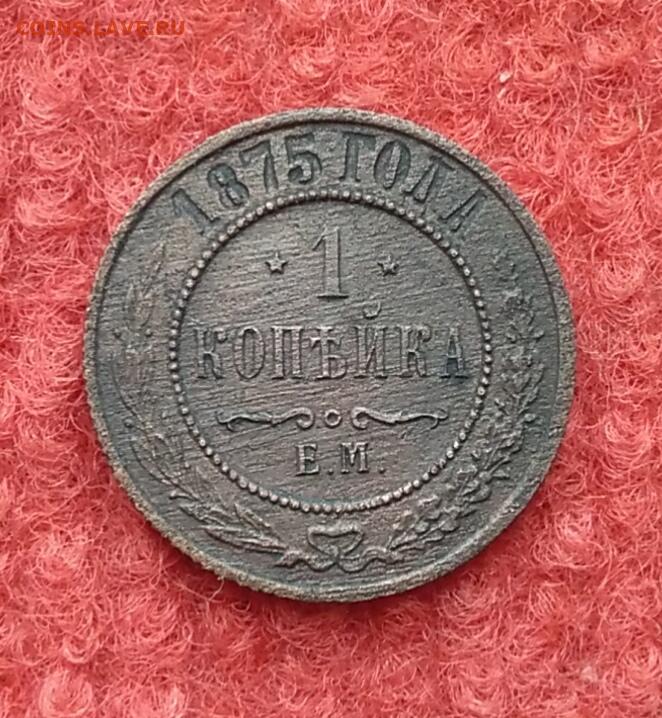 COINS.LAVE.RU
1875 ГОДА
1
КОПѢЙКА
Е.М.